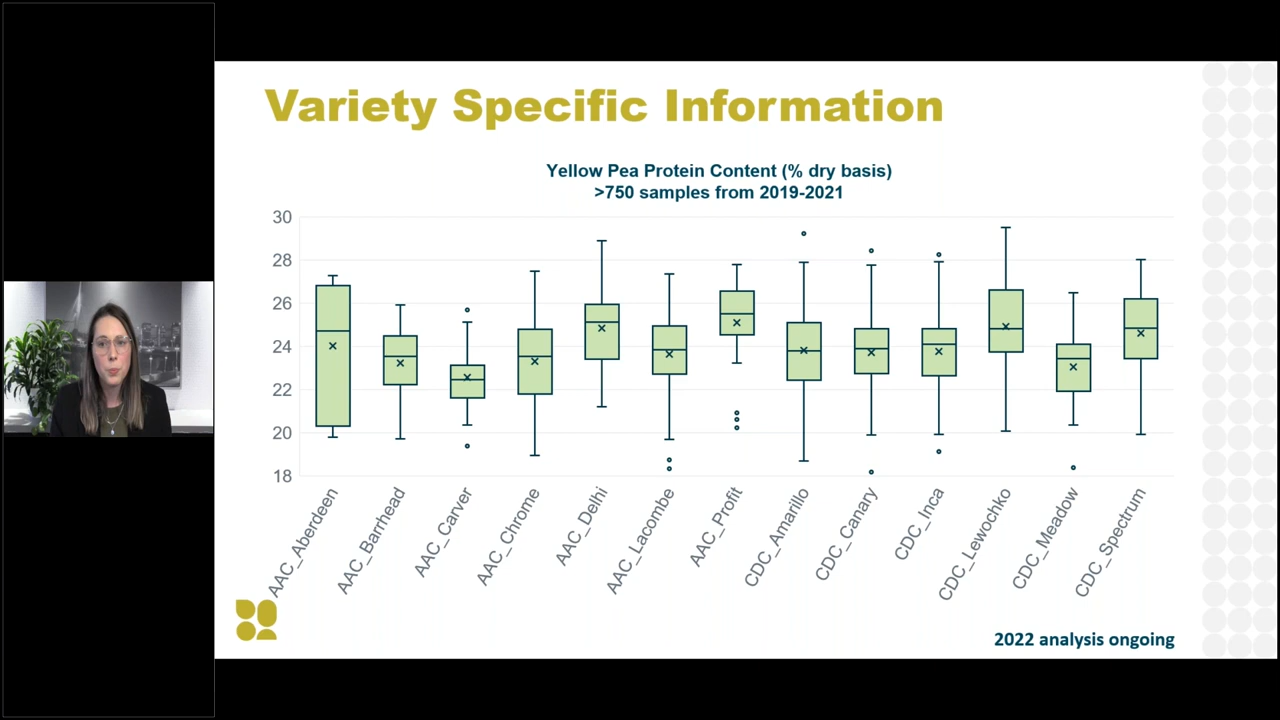 Variety Specific Information
Yellow Pea Protein Content (% dry basis)
>750 samples from 2019-2021
30
28
26
24
22
20
18
AAC_Aberdeen
AAC_Barrhead
AAC_Carver
AAC_Chrome
AAC_Delhi
AAC_Lacombe
AAC_Profit
CDC_Amarillo
CDC_Canary
CDC_Inca
CDC_Lewochko
CDC_Meadow
CDC_Spectrum
2022 analysis ongoing